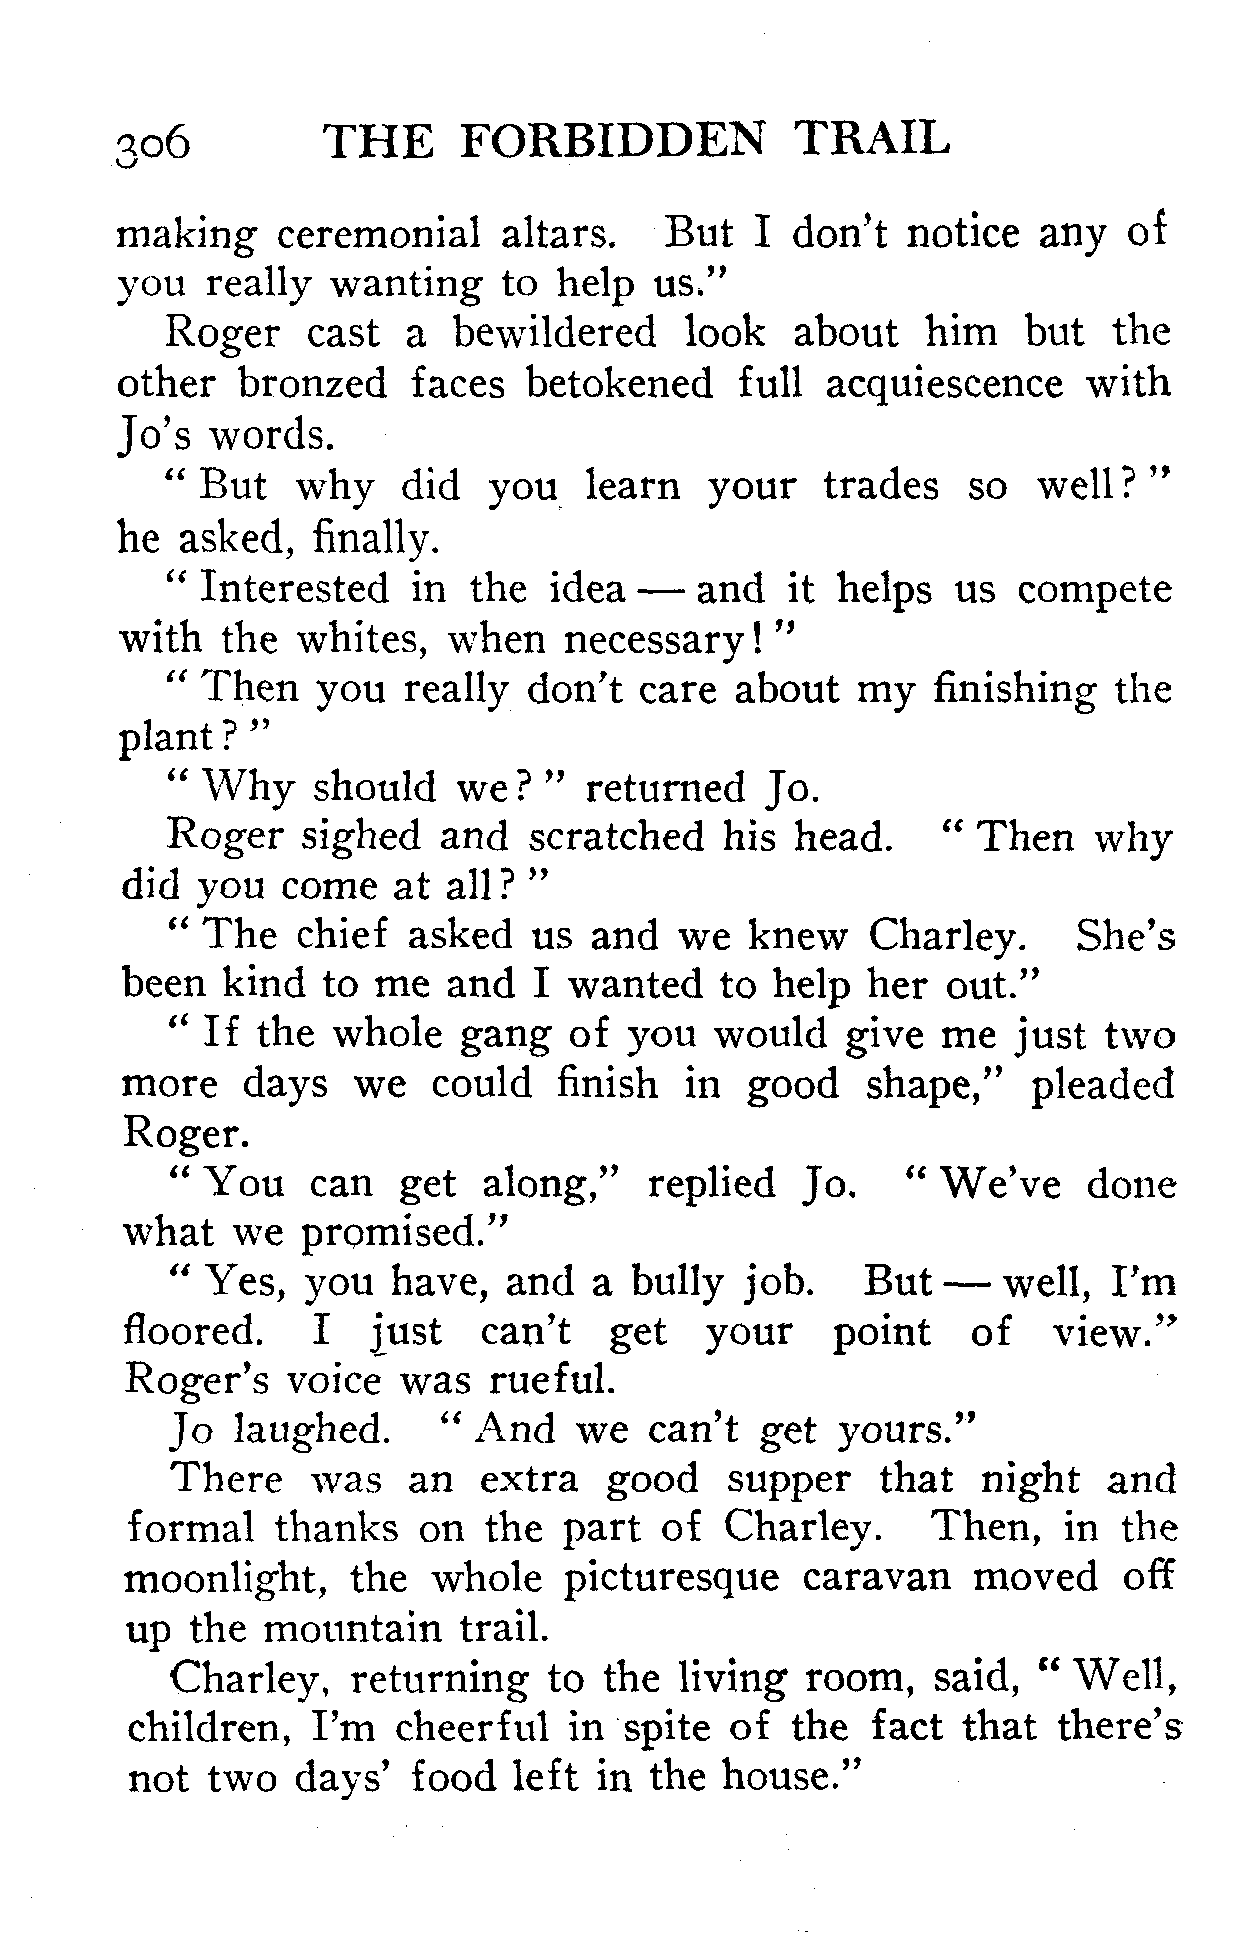 306 THE FORBIDDEN TRAIL
making ceremonial altars. But I don't notice any of
you really wanting to help us."
Roger cast a bewildered look about him but the
other bronzed faces betokened full acquiescence with
Jo's words.
" But why did you learn your trades so well? "
he asked, finally.
" Interested in the idea — and it helps us compete
with the whites, when necessary! "
" Then you really don't care about my finishing the
plant? "
" Why should we? " returned Jo.
Roger sighed and scratched his head. " Then why
did you come at all? "
" The chief asked us and we knew Charley. She's
been kind to me and I wanted to help her out."
" If the whole gang of you would give me just two
more days we could finish in good shape," pleaded
Roger.
" You can get along," replied Jo. " We've done
what we promised."
" Yes, you have, and a bully job. But — well, I'm
floored. I just can't get your point of view."
Roger's voice was rueful.
Jo laughed. " And we can't get yours."
There was an extra good supper that night and
formal thanks on the part of Charley. Then, in the
moonlight, the whole picturesque caravan moved off
up the mountain trail.
Charley, returning to the living room, said, " Well,
children, I'm cheerful in spite of the fact that there's
not two days' food left in the house."